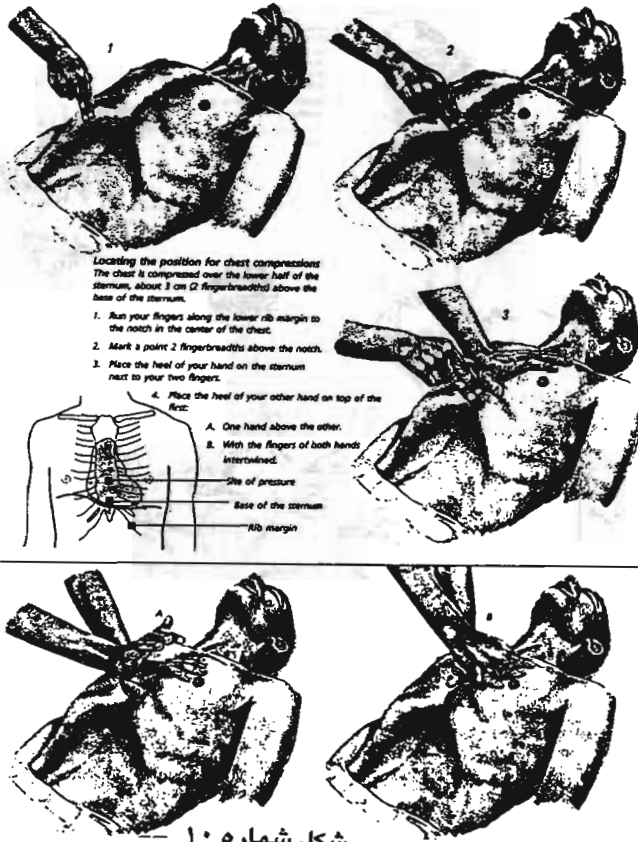 1
2
Locating the position for chest compressions
The chest is compressed over the lower half of the
sternum, about 3 cm (2 fingerbreadths) above the
base of the sternum.
1. Run your fingers along the lower rib margin to
the notch in the center of the chest.
2. Mark a point 2 fingerbreadths above the notch.
3. Place the heel of your hand on the sternum
next to your two fingers.
3
4. Place the heel of your other hand on top of the
first:
A. One hand above the other.
B. With the fingers of both hands
intertwined.
Site of pressure
Base of the sternum
Rib margin
A
B
شکل شماره ۱۰